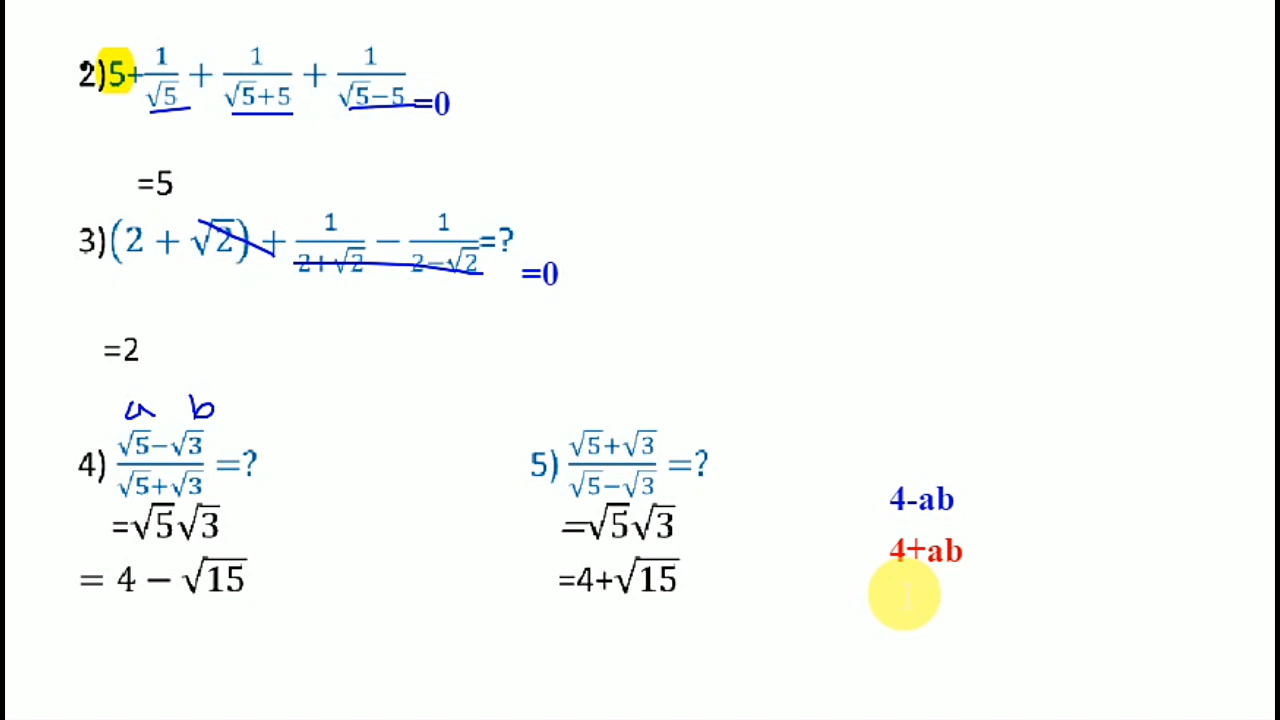 2) 5+ 1/√5 + 1/(√5+5) + 1/(√5−5) =0
=5
3) (2 + √2) + 1/(2+√2) − 1/(2−√2) =?
=0
=2
a b
4) (√5−√3)/(√5+√3) =?
5) (√5+√3)/(√5−√3) =?
4-ab
=√5√3
=√5√3
4+ab
= 4 − √15
=4+√15